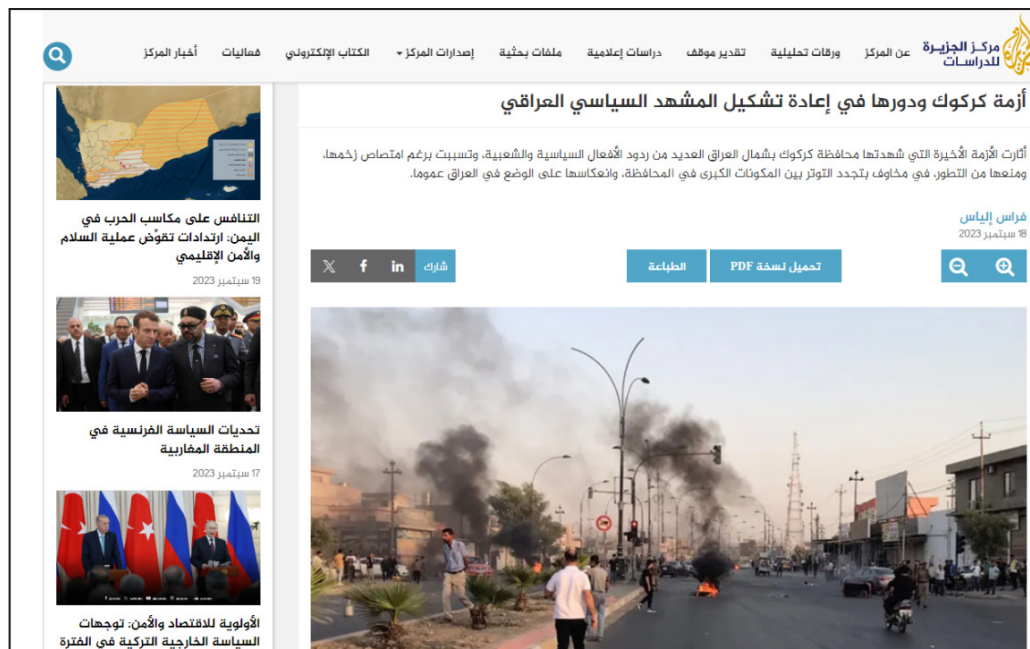 مركز الجزيرة
للدراسات
عن المركز
ورقات تحليلية
تقدير موقف
دراسات إعلامية
ملفات بحثية
إصدارات المركز
الكتاب الإلكتروني
فعاليات
أخبار المركز
أزمة كركوك ودورها في إعادة تشكيل المشهد السياسي العراقي
أثارت الأزمة الأخيرة التي شهدتها محافظة كركوك بشمال العراق العديد من ردود الأفعال السياسية والشعبية، وتسببت برغم امتصاص زخمها،
ومنعها من التطور، في مخاوف بتجدد التوتر بين المكونات الكبرى في المحافظة، وانعكاسها على الوضع في العراق عموما.
فراس إلياس
18 سبتمبر 2023
تحميل نسخة PDF
الطباعة
شارك
التنافس على مكاسب الحرب في
اليمن: ارتدادات تقوِّض عملية السلام
والأمن الإقليمي
19 سبتمبر 2023
تحديات السياسة الفرنسية في
المنطقة المغاربية
17 سبتمبر 2023
الأولوية للاقتصاد والأمن: توجهات
السياسة الخارجية التركية في الفترة